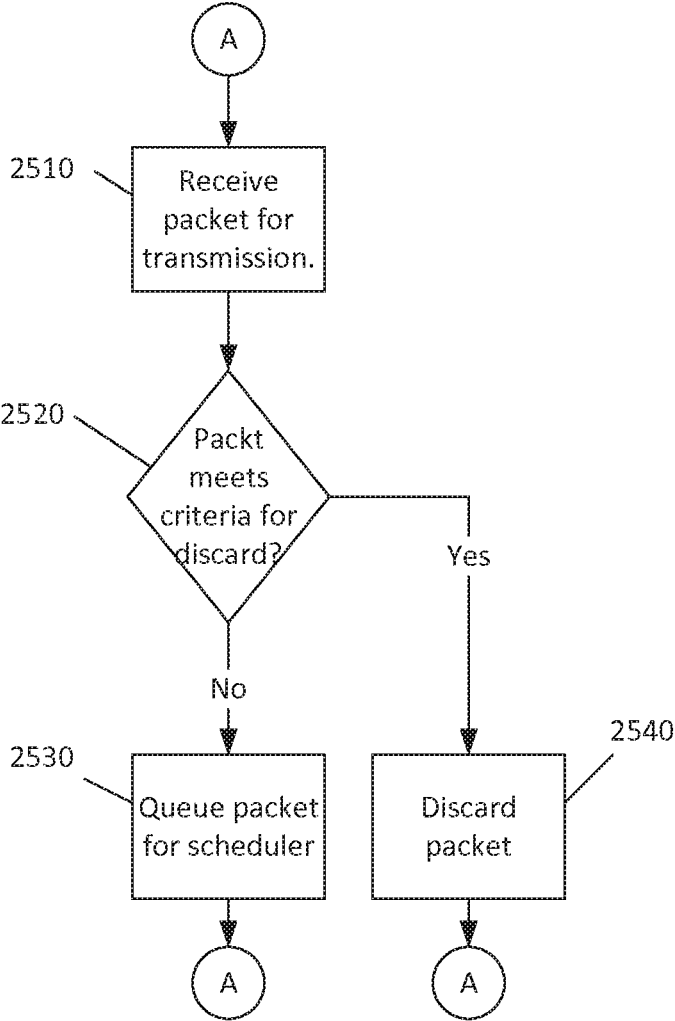 A
2510
Receive
packet for
transmission.
2520
Packt
meets
criteria for
discard?
Yes
No
2530
Queue packet
for scheduler
2540
Discard
packet
A
A